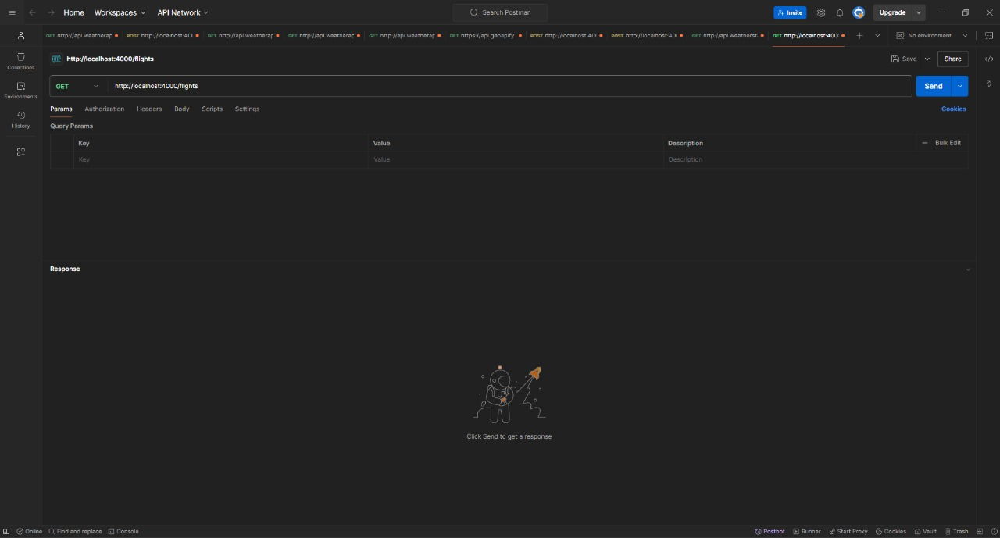 Home Workspaces API Network Search Postman Invite Upgrade
GET http://api.weatherap POST http://localhost:40( GET http://api.weatherap GET http://api.weatherap GET http://api.weatherap GET https://api.geoapify. POST http://localhost:40( POST http://localhost:40( GET http://api.weatherst GET http://localhost:400 No environment
http://localhost:4000/flights Save Share
Collections
GET http://localhost:4000/flights Send
Environments
Params Authorization Headers Body Scripts Settings Cookies
History
Query Params
Key Value Description Bulk Edit
Key Value Description
Response
Click Send to get a response
Online Find and replace Console Postbot Runner Start Proxy Cookies Vault Trash